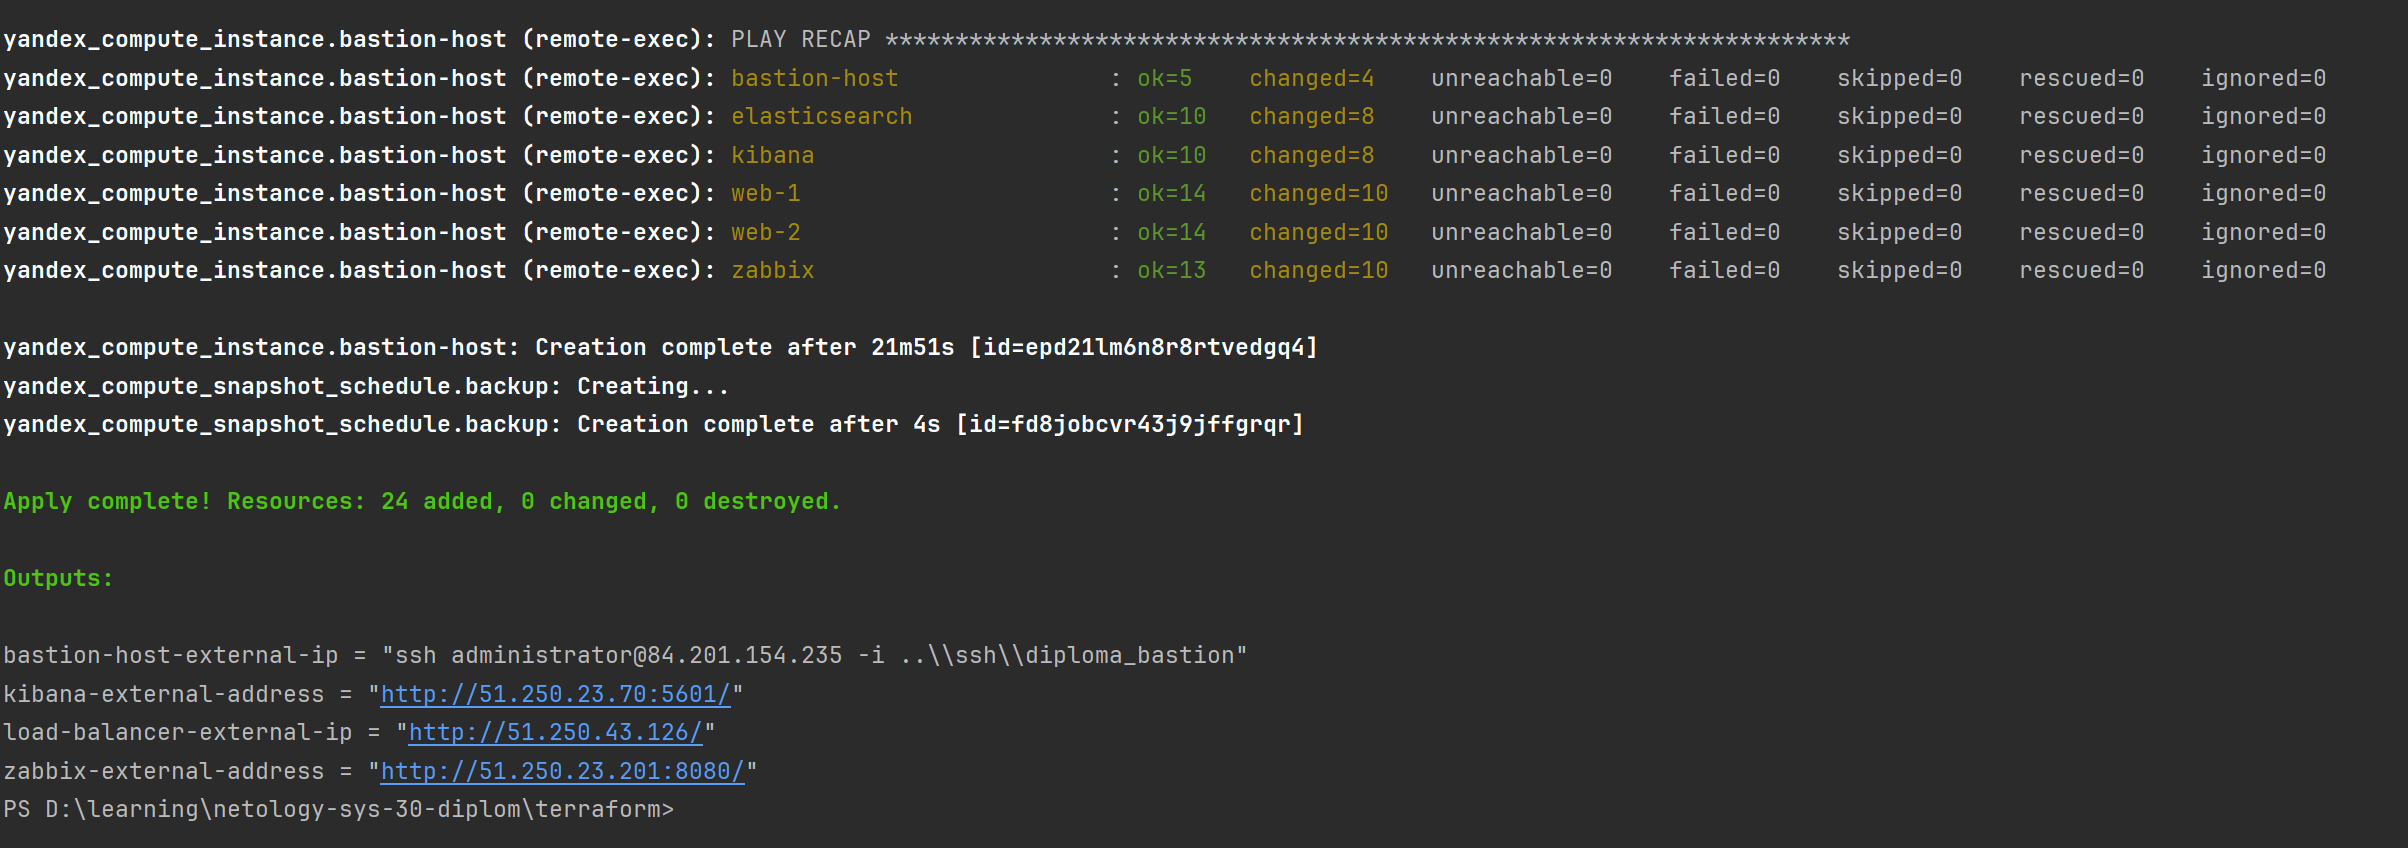 yandex_compute_instance.bastion-host (remote-exec): PLAY RECAP *********************************************************************
yandex_compute_instance.bastion-host (remote-exec): bastion-host : ok=5 changed=4 unreachable=0 failed=0 skipped=0 rescued=0 ignored=0
yandex_compute_instance.bastion-host (remote-exec): elasticsearch : ok=10 changed=8 unreachable=0 failed=0 skipped=0 rescued=0 ignored=0
yandex_compute_instance.bastion-host (remote-exec): kibana : ok=10 changed=8 unreachable=0 failed=0 skipped=0 rescued=0 ignored=0
yandex_compute_instance.bastion-host (remote-exec): web-1 : ok=14 changed=10 unreachable=0 failed=0 skipped=0 rescued=0 ignored=0
yandex_compute_instance.bastion-host (remote-exec): web-2 : ok=14 changed=10 unreachable=0 failed=0 skipped=0 rescued=0 ignored=0
yandex_compute_instance.bastion-host (remote-exec): zabbix : ok=13 changed=10 unreachable=0 failed=0 skipped=0 rescued=0 ignored=0
yandex_compute_instance.bastion-host: Creation complete after 21m51s [id=epd21lm6n8r8rtvedgq4]
yandex_compute_snapshot_schedule.backup: Creating...
yandex_compute_snapshot_schedule.backup: Creation complete after 4s [id=fd8jobcvr43j9jffgrqr]
Apply complete! Resources: 24 added, 0 changed, 0 destroyed.
Outputs:
bastion-host-external-ip = "ssh administrator@84.201.154.235 -i ..\\ssh\\diploma_bastion"
kibana-external-address = "http://51.250.23.70:5601/"
load-balancer-external-ip = "http://51.250.43.126/"
zabbix-external-address = "http://51.250.23.201:8080/"
PS D:\learning\netology-sys-30-diplom\terraform>